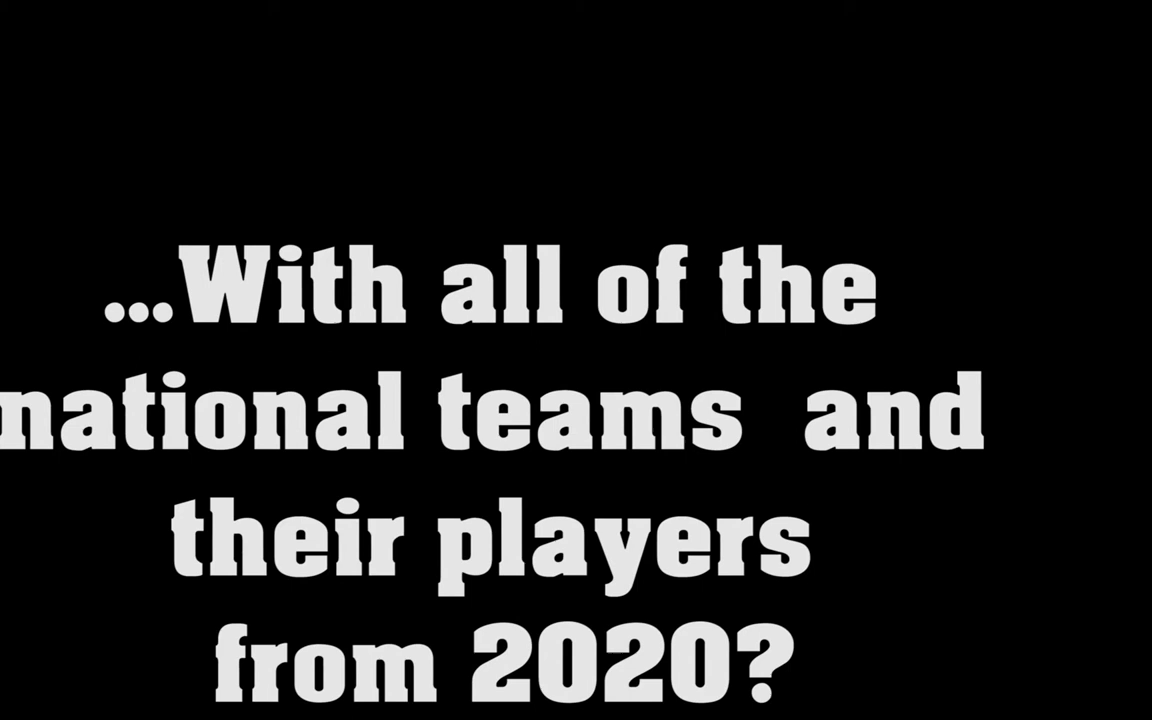 ...With all of the
national teams  and
their players
from 2020?